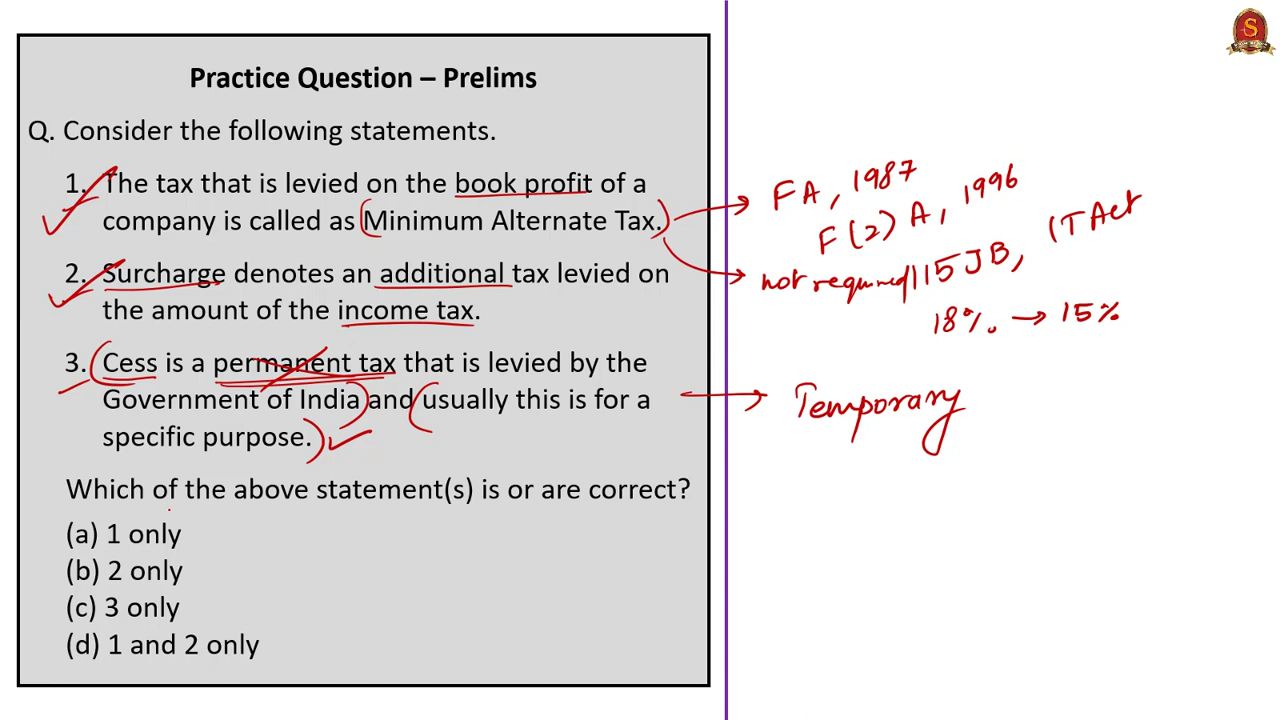 S
Practice Question – Prelims
Q. Consider the following statements.
1. The tax that is levied on the book profit of a
company is called as Minimum Alternate Tax.
2. Surcharge denotes an additional tax levied on
the amount of the income tax.
3. Cess is a permanent tax that is levied by the
Government of India and usually this is for a
specific purpose.
Which of the above statement(s) is or are correct?
(a) 1 only
(b) 2 only
(c) 3 only
(d) 1 and 2 only
FA, 1987
F(2) A, 1996
not required 115JB, IT Act
18%. → 15%
Temporary